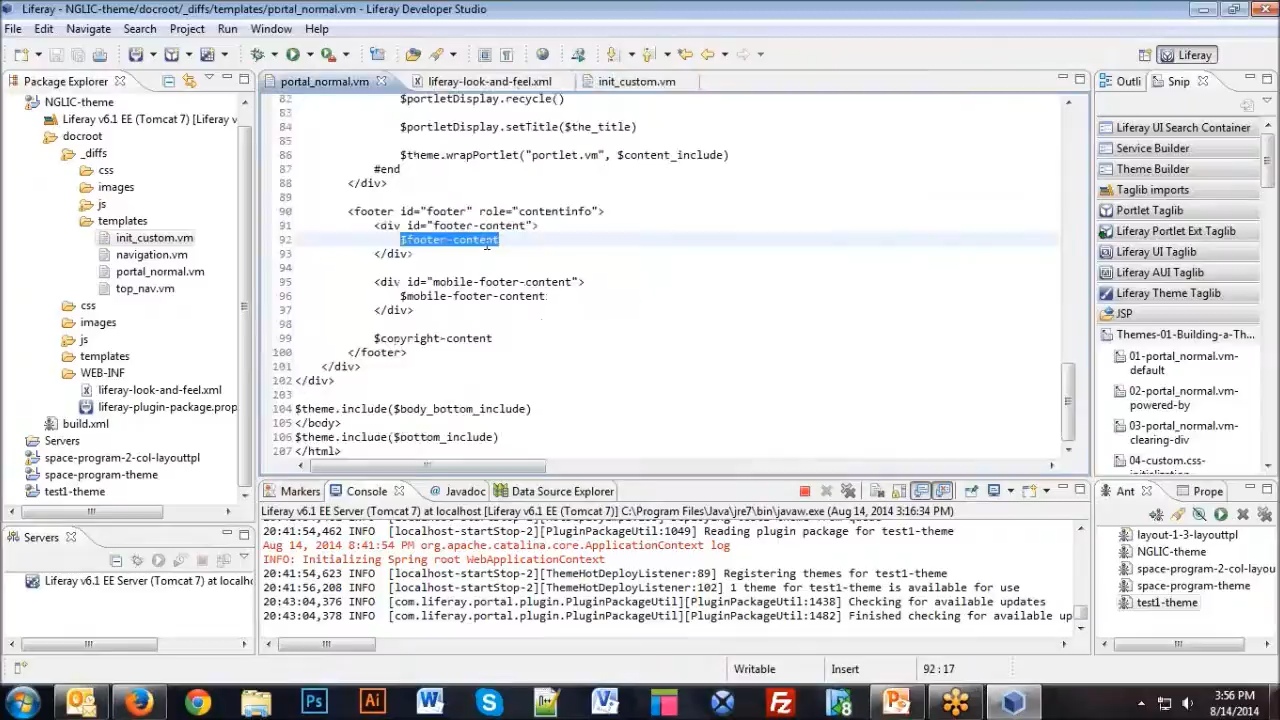 Liferay - NGLIC-theme/docroot/_diffs/templates/portal_normal.vm - Liferay Developer Studio
File Edit Source Navigate Search Project Run Window Help
Liferay
Package Explorer
NGLIC-theme
Liferay v6.1 EE (Tomcat 7) [Liferay v
docroot
_diffs
css
images
js
templates
init_custom.vm
navigation.vm
portal_normal.vm
top_nav.vm
css
images
js
templates
WEB-INF
liferay-look-and-feel.xml
liferay-plugin-package.prop
build.xml
Servers
space-program-2-col-layouttpl
space-program-theme
test1-theme
Servers
Liferay v6.1 EE Server (Tomcat 7) at localho
portal_normal.vm liferay-look-and-feel.xml init_custom.vm
82 $portletDisplay.recycle()
83
84 $portletDisplay.setTitle($the_title)
85
86 $theme.wrapPortlet("portlet.vm", $content_include)
87 #end
88 </div>
89
90 <footer id="footer" role="contentinfo">
91 <div id="footer-content">
92 $footer-content
93 </div>
94
95 <div id="mobile-footer-content">
96 $mobile-footer-content
97 </div>
98
99 $copyright-content
100 </footer>
101 </div>
102 </div>
103
104 $theme.include($body_bottom_include)
105 </body>
106 $theme.include($bottom_include)
107 </html>
Markers Console Javadoc Data Source Explorer
Liferay v6.1 EE Server (Tomcat 7) at localhost [Liferay v6.1 EE (Tomcat 7)] C:\Program Files\Java\jre7\bin\javaw.exe (Aug 14, 2014 3:16:34 PM)
20:41:54,462 INFO [localhost-startStop-2][PluginPackageUtil:1049] Reading plugin package for test1-theme
Aug 14, 2014 8:41:54 PM org.apache.catalina.core.ApplicationContext log
INFO: Initializing Spring root WebApplicationContext
20:41:54,623 INFO [localhost-startStop-2][ThemeHotDeployListener:89] Registering themes for test1-theme
20:41:56,208 INFO [localhost-startStop-2][ThemeHotDeployListener:102] 1 theme for test1-theme is available for use
20:43:04,376 INFO [com.liferay.portal.plugin.PluginPackageUtil][PluginPackageUtil:1438] Checking for available updates
20:43:04,378 INFO [com.liferay.portal.plugin.PluginPackageUtil][PluginPackageUtil:1482] Finished checking for available up
Outli Snip
Liferay UI Search Container
Service Builder
Theme Builder
Taglib imports
Portlet Taglib
Liferay Portlet Ext Taglib
Liferay UI Taglib
Liferay AUI Taglib
Liferay Theme Taglib
JSP
Themes-01-Building-a-Th...
01-portal_normal.vm-
default
02-portal_normal.vm-
powered-by
03-portal_normal.vm-
clearing-div
04-custom.css-
initialization
Ant Prope
layout-1-3-layouttpl
NGLIC-theme
space-program-2-col-layou
space-program-theme
test1-theme
Writable Insert 92 : 17
3:56 PM
8/14/2014